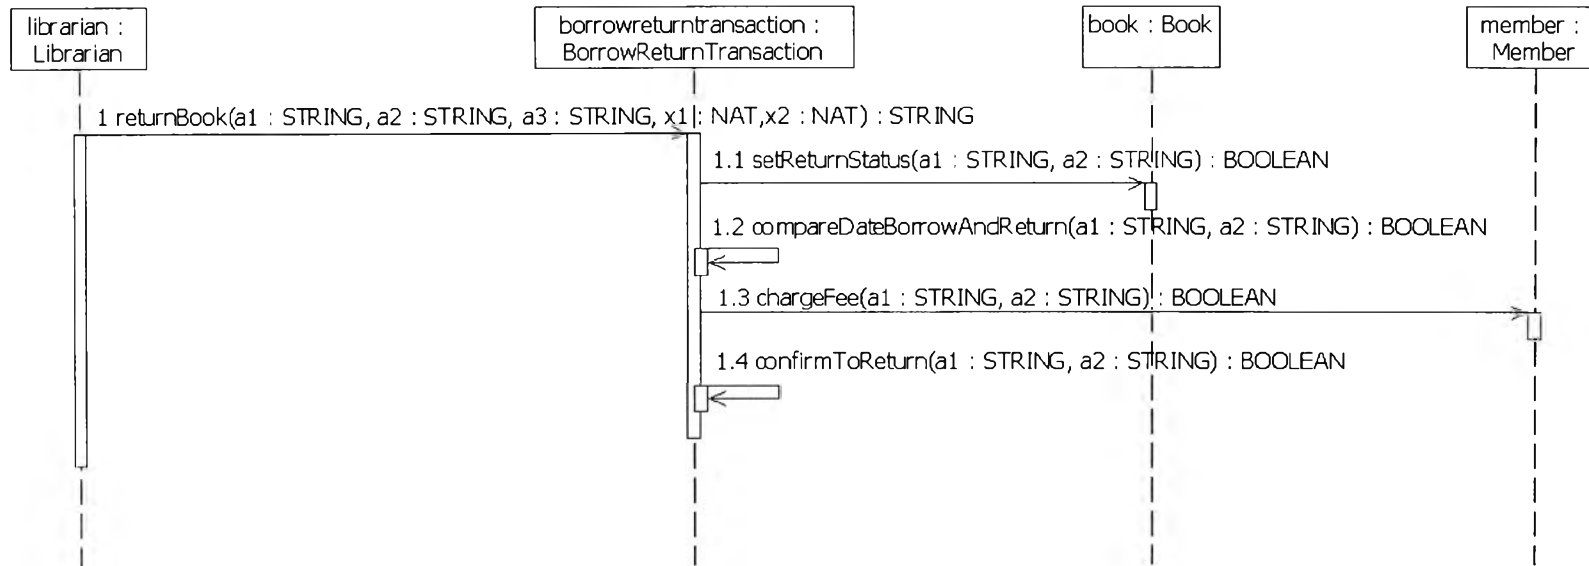 librarian :
Librarian
borrowreturntransaction :
BorrowReturnTransaction
book : Book
member :
Member
1 returnBook(a1 : STRING, a2 : STRING, a3 : STRING, x1 : NAT,x2 : NAT) : STRING
1.1 setReturnStatus(a1 : STRING, a2 : STRING) : BOOLEAN
1.2 compareDateBorrowAndReturn(a1 : STRING, a2 : STRING) : BOOLEAN
1.3 chargeFee(a1 : STRING, a2 : STRING) : BOOLEAN
1.4 confirmToReturn(a1 : STRING, a2 : STRING) : BOOLEAN